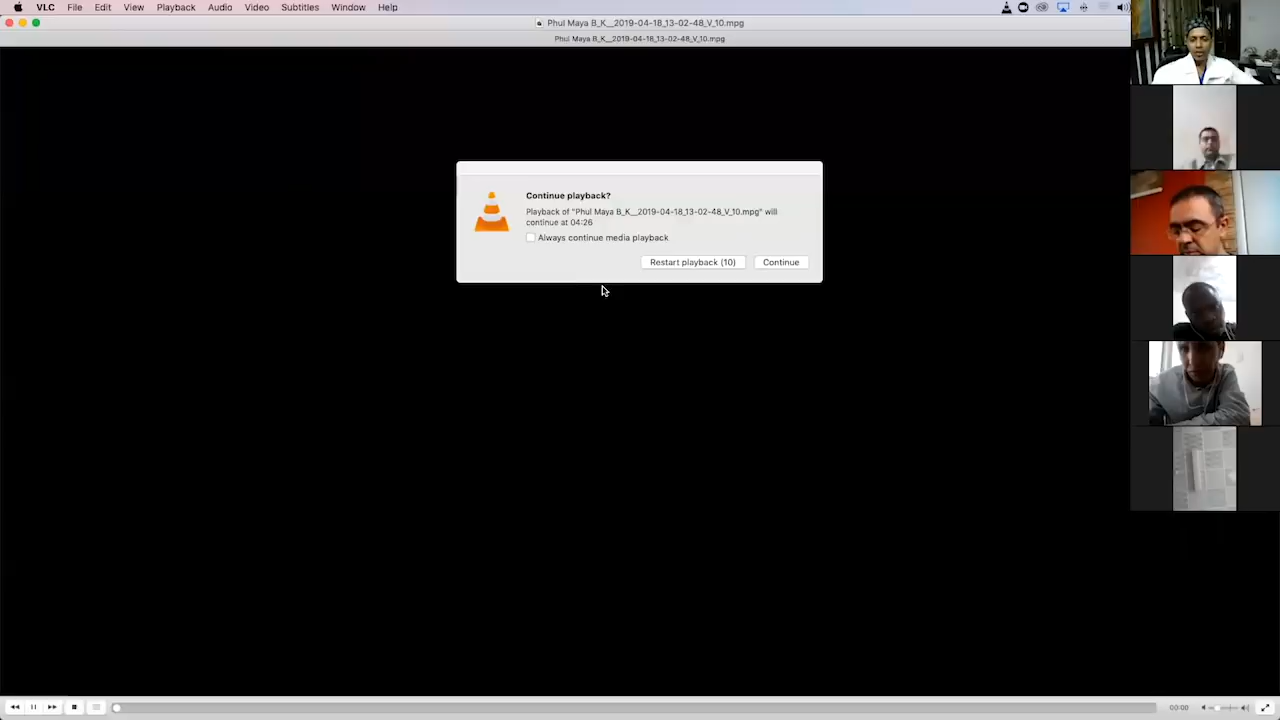 VLC File Edit View Playback Audio Video Subtitles Window Help
Phul Maya B_K__2019-04-18_13-02-48_V_10.mpg
Phul Maya B_K__2019-04-18_13-02-48_V_10.mpg
Continue playback?
Playback of "Phul Maya B_K__2019-04-18_13-02-48_V_10.mpg" will
continue at 04:26
Always continue media playback
Restart playback (10) Continue
00:00